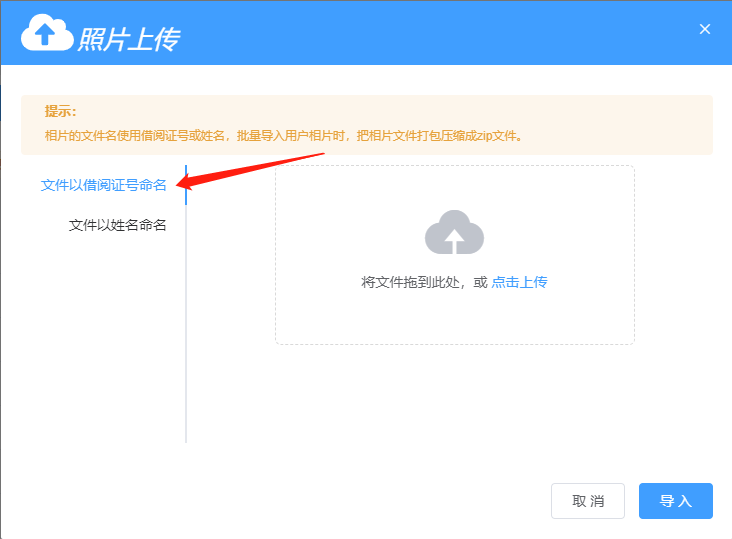 照片上传
提示：
相片的文件名使用借阅证号或姓名，批量导入用户相片时，把相片文件打包压缩成zip文件。
文件以借阅证号命名
文件以姓名命名
将文件拖到此处，或 点击上传
取 消
导 入